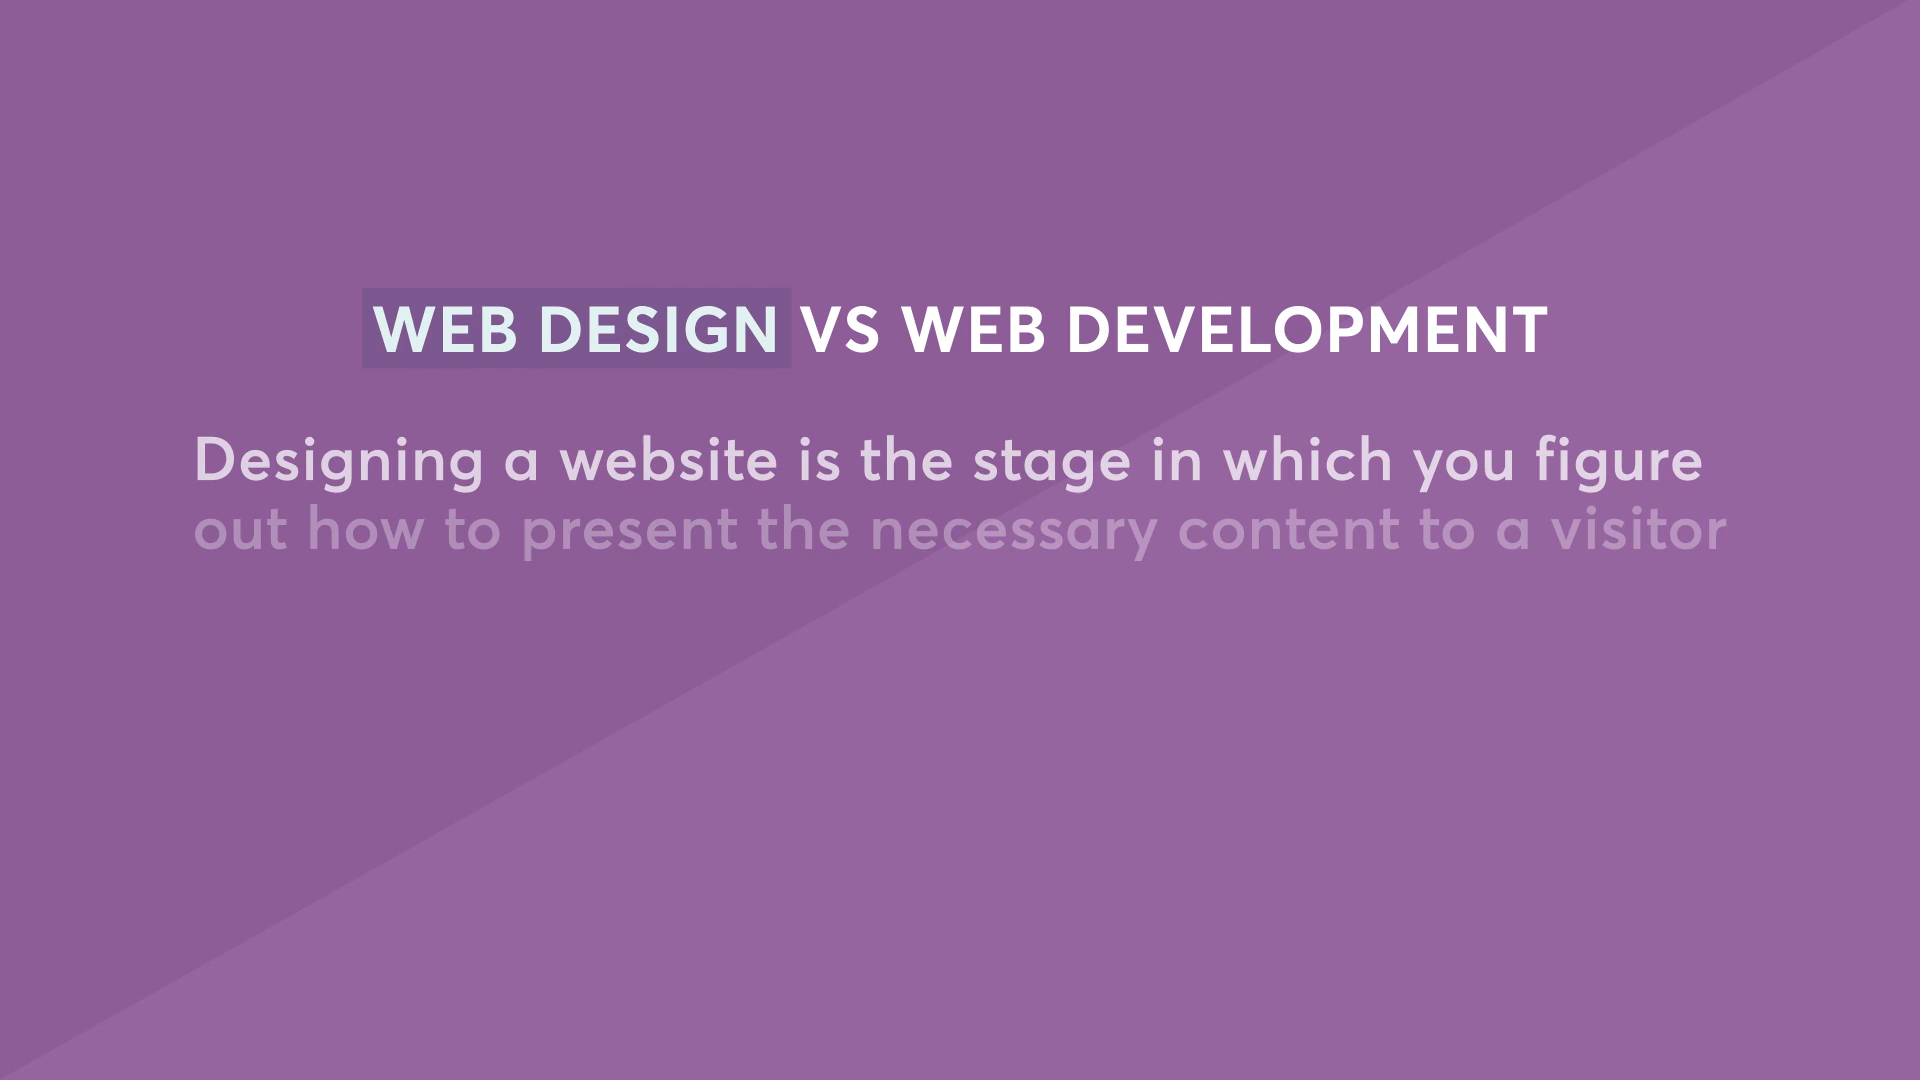 WEB DESIGN VS WEB DEVELOPMENT
Designing a website is the stage in which you figure
out how to present the necessary content to a visitor